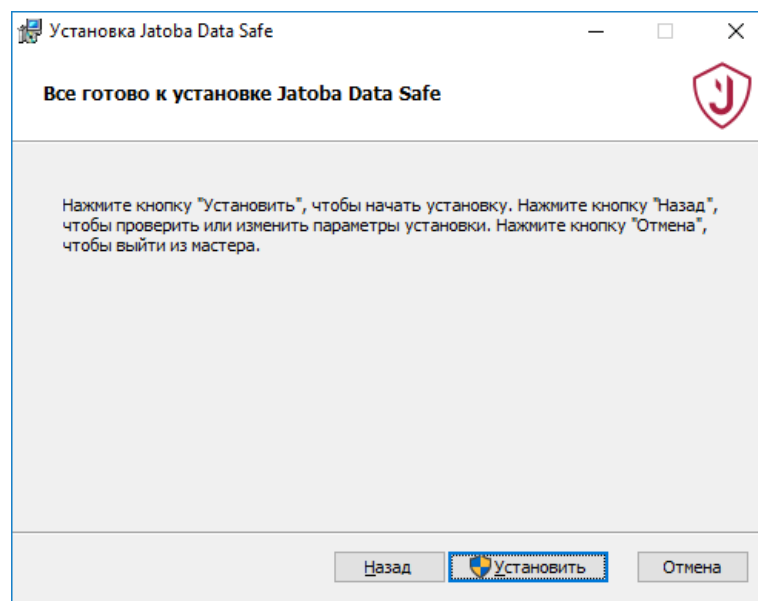 Установка Jatoba Data Safe
Все готово к установке Jatoba Data Safe
Нажмите кнопку "Установить", чтобы начать установку. Нажмите кнопку "Назад",
чтобы проверить или изменить параметры установки. Нажмите кнопку "Отмена",
чтобы выйти из мастера.
Назад Установить Отмена